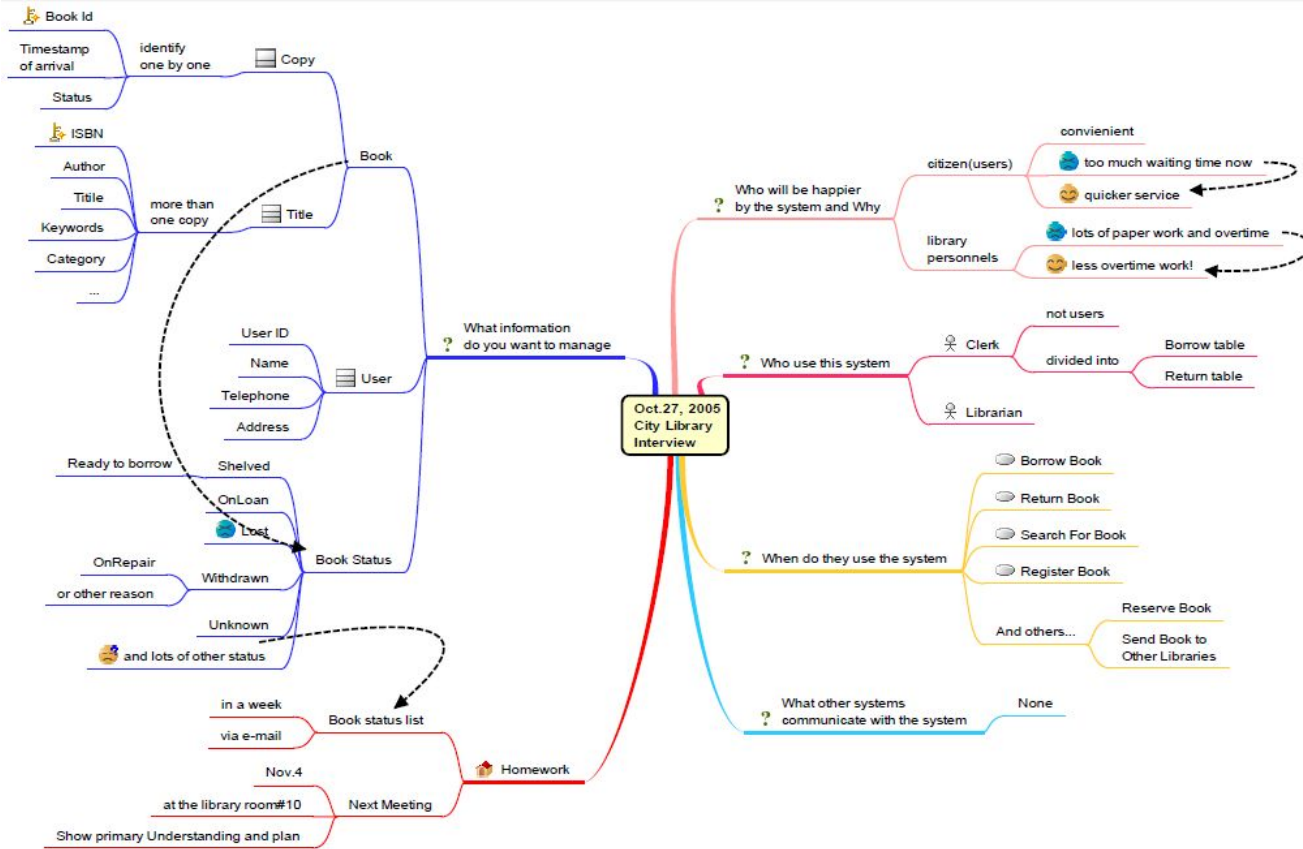 Oct.27, 2005
City Library
Interview
Who will be happier
by the system and Why
citizen(users)
convienient
too much waiting time now
quicker service
library
personnels
lots of paper work and overtime
less overtime work!
Who use this system
Clerk
not users
divided into
Borrow table
Return table
Librarian
When do they use the system
Borrow Book
Return Book
Search For Book
Register Book
And others...
Reserve Book
Send Book to
Other Libraries
What other systems
communicate with the system
None
What information
do you want to manage
Book
Copy
identify
one by one
Book Id
Timestamp
of arrival
Status
Title
more than
one copy
ISBN
Author
Titile
Keywords
Category
...
User
User ID
Name
Telephone
Address
Book Status
Shelved
Ready to borrow
OnLoan
Lost
Withdrawn
OnRepair
or other reason
Unknown
and lots of other status
Homework
Book status list
in a week
via e-mail
Next Meeting
Nov.4
at the library room#10
Show primary Understanding and plan